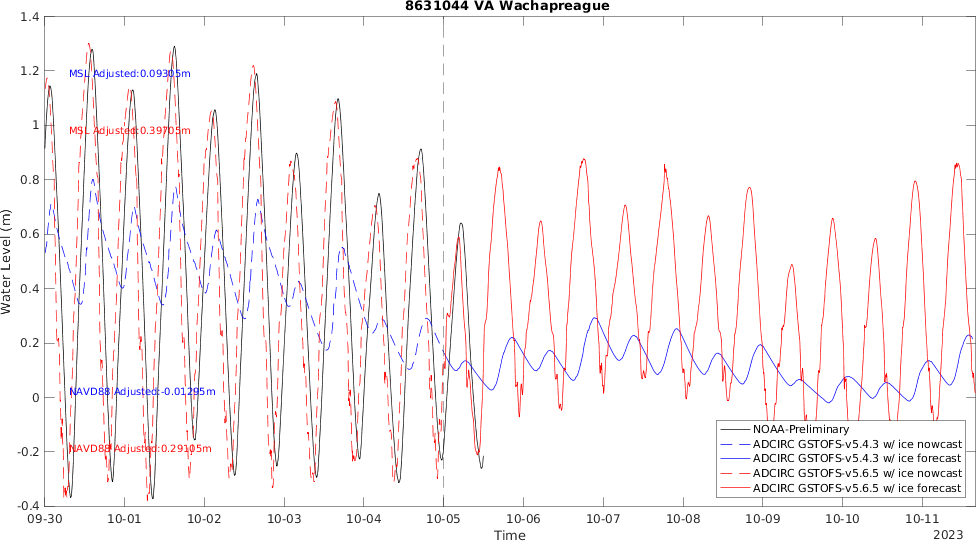 8631044 VA Wachapreague
1.4
1.2
1
0.8
0.6
0.4
0.2
0
-0.2
-0.4
Water Level (m)
MSL Adjusted:0.09305m
MSL Adjusted:0.39705m
NAVD88 Adjusted:-0.01295m
NAVD88 Adjusted:0.29105m
NOAA-Preliminary
ADCIRC GSTOFS-v5.4.3 w/ ice nowcast
ADCIRC GSTOFS-v5.4.3 w/ ice forecast
ADCIRC GSTOFS-v5.6.5 w/ ice nowcast
ADCIRC GSTOFS-v5.6.5 w/ ice forecast
09-30 10-01 10-02 10-03 10-04 10-05 10-06 10-07 10-08 10-09 10-10 10-11
Time
2023